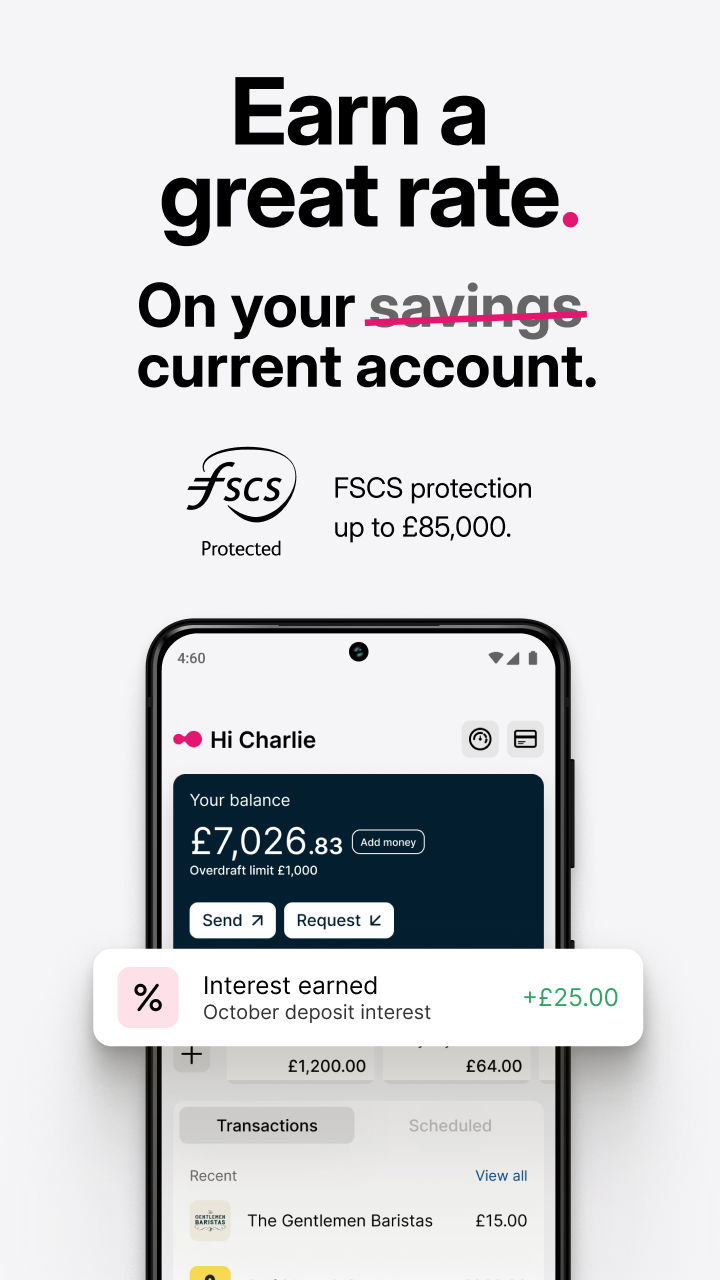 Earn a
great rate.
On your savings
current account.
fscs
Protected
FSCS protection
up to £85,000.
4:60
Hi Charlie
Your balance
£7,026.83
Add money
Overdraft limit £1,000
Send
Request
%
Interest earned
October deposit interest
+£25.00
£1,200.00
£64.00
Transactions
Scheduled
Recent
View all
GENTLEMEN
BARISTAS
The Gentlemen Baristas
£15.00